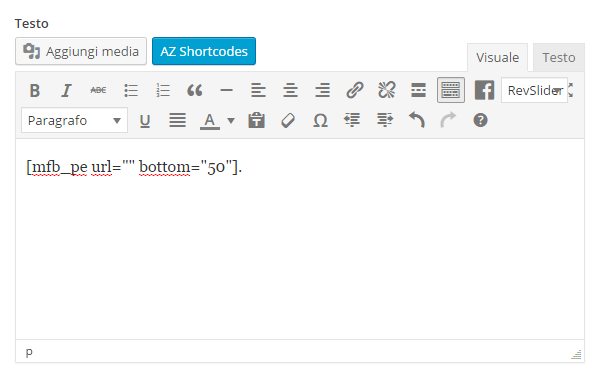 Testo
Aggiungi media AZ Shortcodes
Visuale Testo
B I ABC RevSlider
Paragrafo U A Ω ?
[mfb_pe url="" bottom="50"].
p